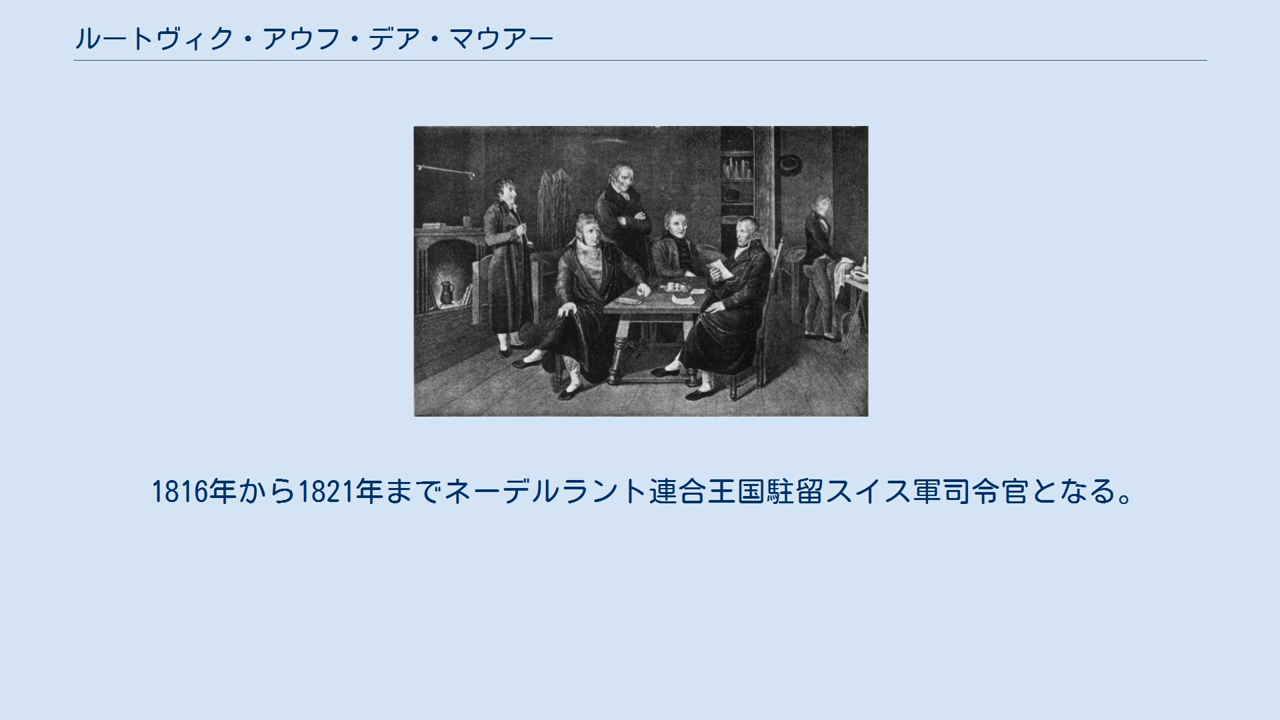 ルートヴィク・アウフ・デア・マウアー
1816年から1821年までネーデルラント連合王国駐留スイス軍司令官となる。